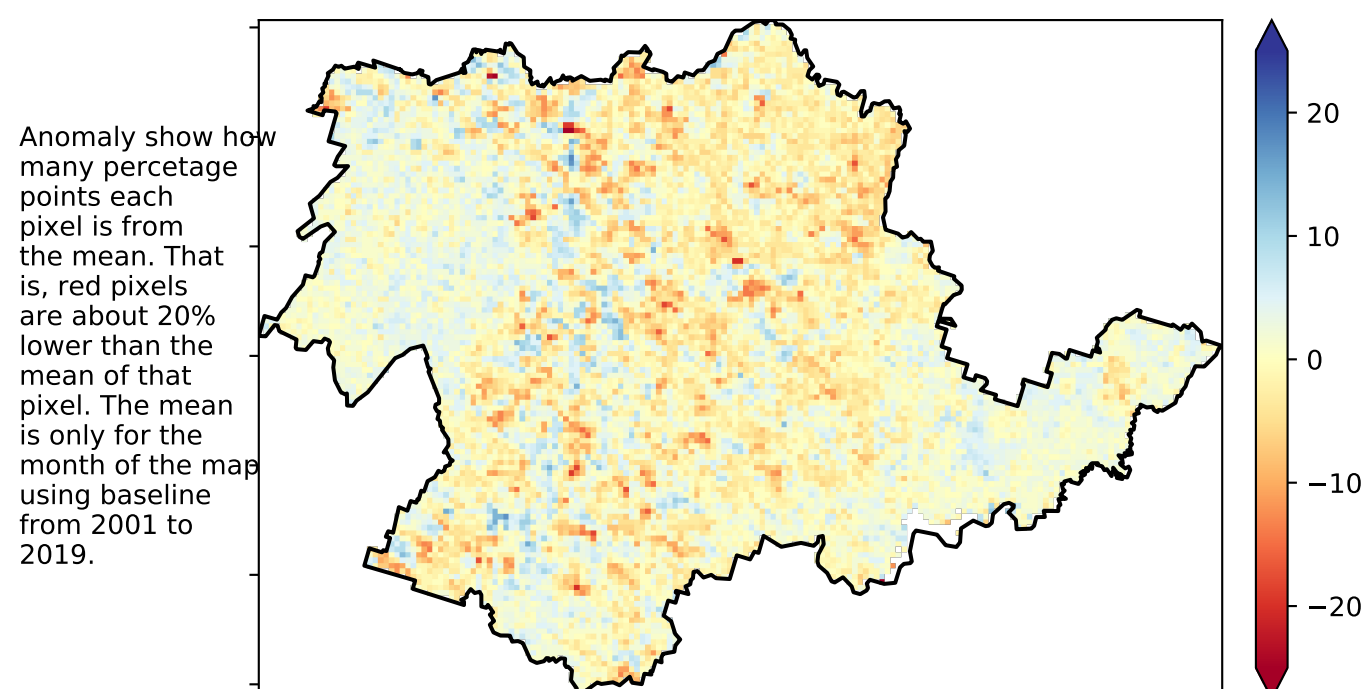 Anomaly show how
many percetage
points each
pixel is from
the mean. That
is, red pixels
are about 20%
lower than the
mean of that
pixel. The mean
is only for the
month of the map
using baseline
from 2001 to
2019.
20
10
0
−10
−20